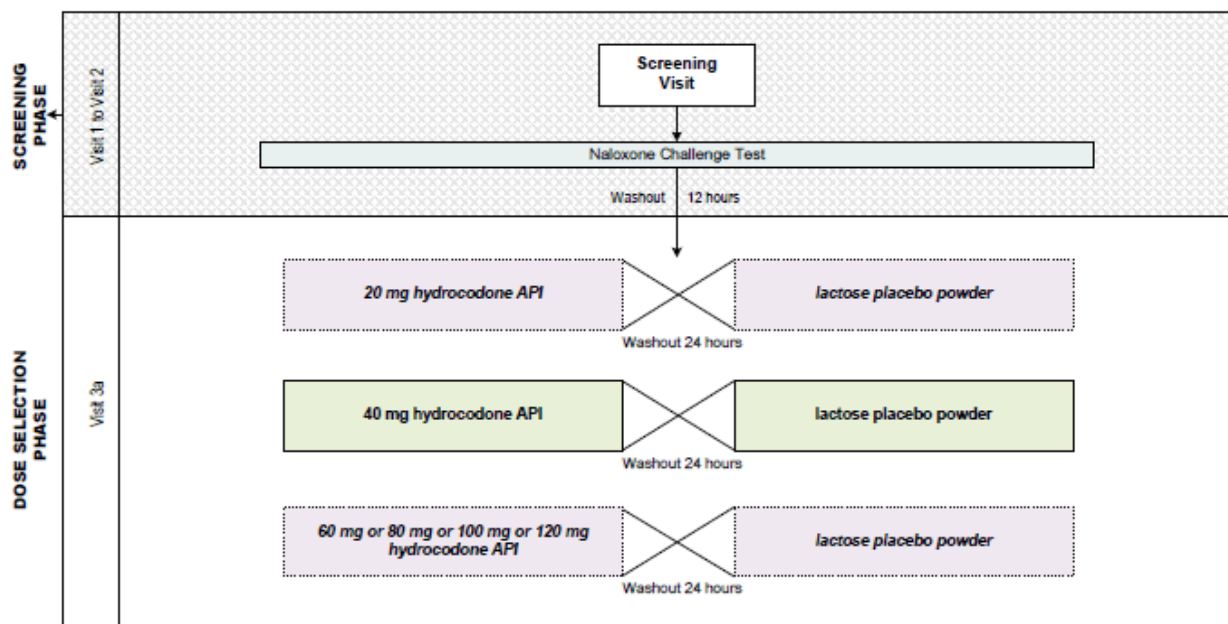 SCREENING
PHASE
Visit 1 to Visit 2
Screening
Visit
Naloxone Challenge Test
Washout 12 hours
DOSE SELECTION
PHASE
Visit 3a
20 mg hydrocodone API
lactose placebo powder
Washout 24 hours
40 mg hydrocodone API
lactose placebo powder
Washout 24 hours
60 mg or 80 mg or 100 mg or 120 mg
hydrocodone API
lactose placebo powder
Washout 24 hours